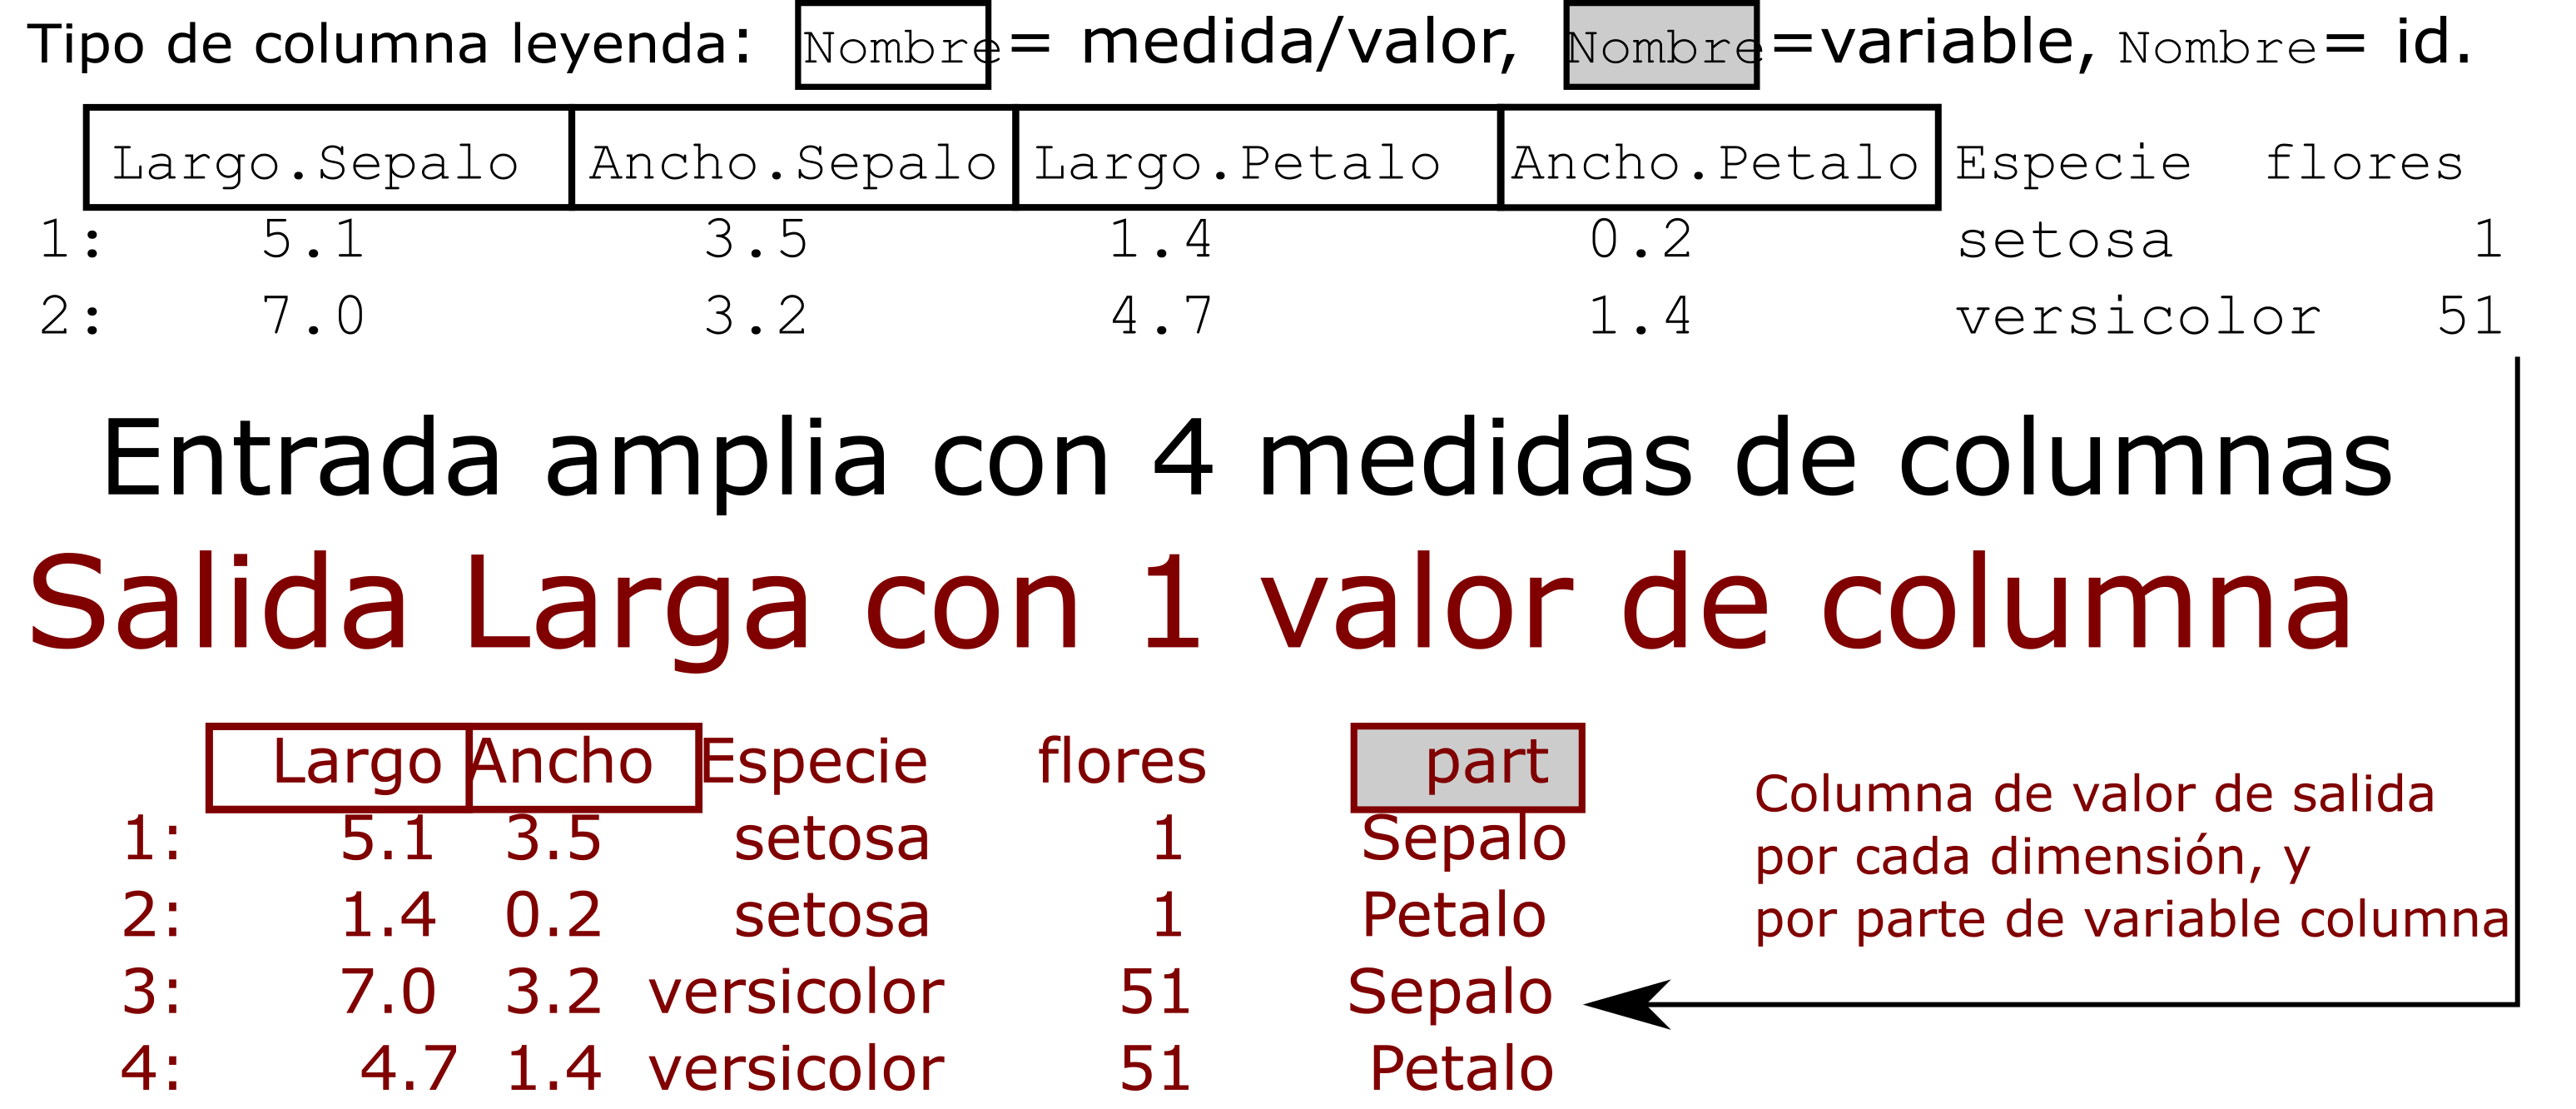 Tipo de columna leyenda: Nombre= medida/valor, Nombre=variable, Nombre= id.
Largo.Sepalo Ancho.Sepalo Largo.Petalo Ancho.Petalo Especie flores
1: 5.1 3.5 1.4 0.2 setosa 1
2: 7.0 3.2 4.7 1.4 versicolor 51
Entrada amplia con 4 medidas de columnas
Salida Larga con 1 valor de columna
Largo Ancho Especie flores part
1: 5.1 3.5 setosa 1 Sepalo
2: 1.4 0.2 setosa 1 Petalo
3: 7.0 3.2 versicolor 51 Sepalo
4: 4.7 1.4 versicolor 51 Petalo
Columna de valor de salida
por cada dimensión, y
por parte de variable columna